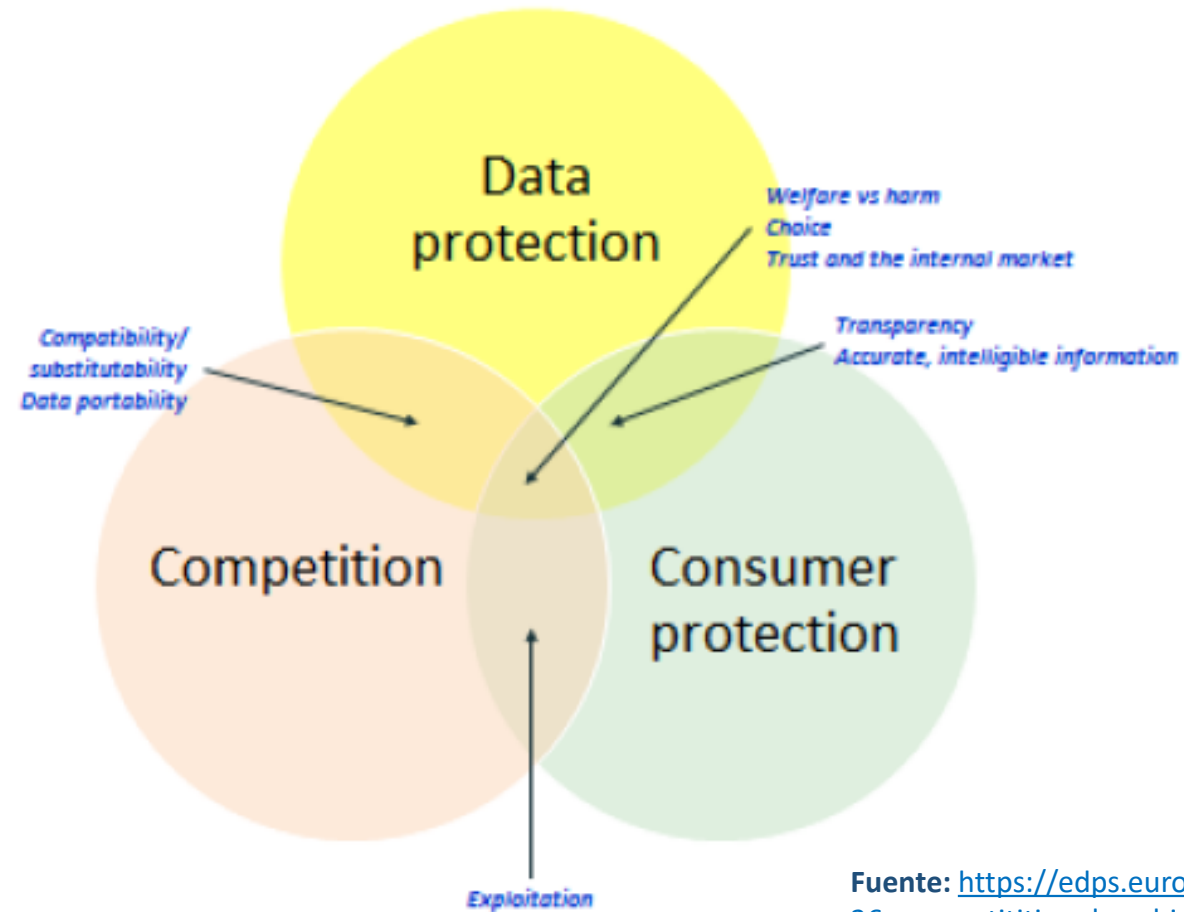 Data
protection
Welfare vs harm
Choice
Trust and the internal market
Compatibility/
substitutability
Data portability
Transparency
Accurate, intelligible information
Competition
Consumer
protection
Exploitation
Fuente: https://edps.euro